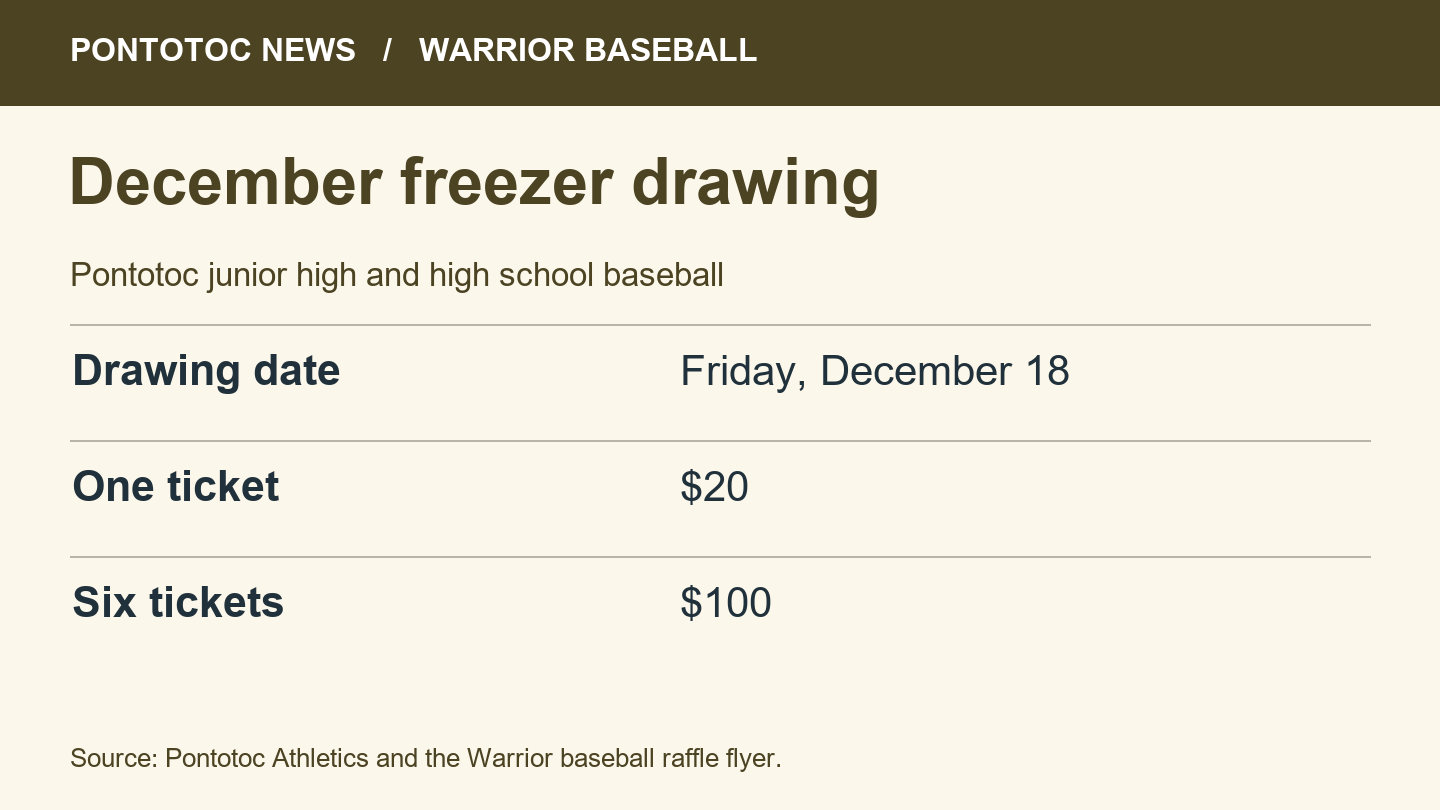 PONTOTOC NEWS / WARRIOR BASEBALL
December freezer drawing
Pontotoc junior high and high school baseball
Drawing date Friday, December 18
One ticket $20
Six tickets $100
Source: Pontotoc Athletics and the Warrior baseball raffle flyer.